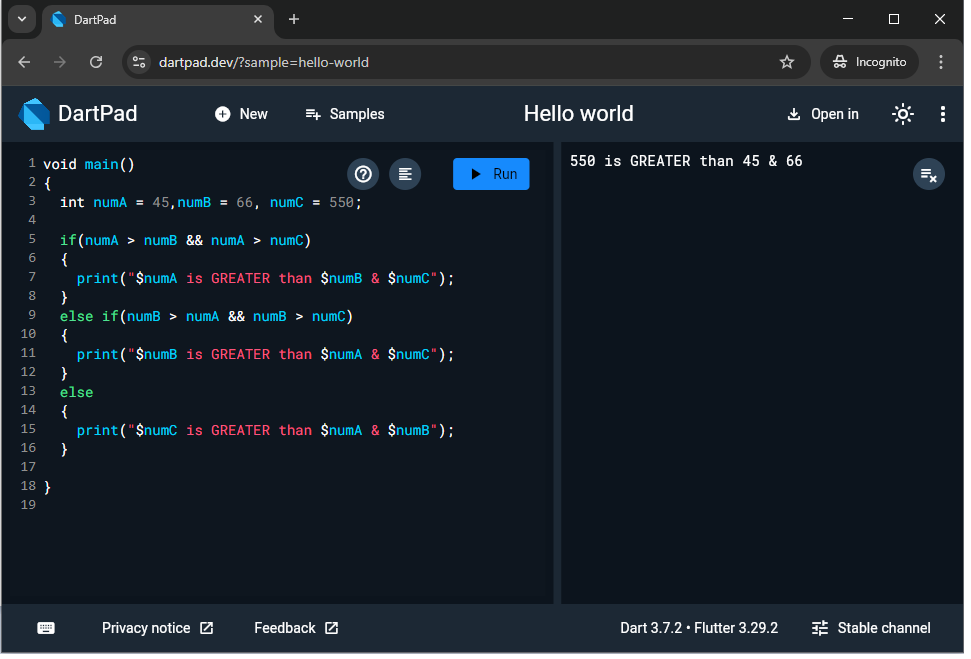 DartPad
dartpad.dev/?sample=hello-world
Incognito
DartPad
New
Samples
Hello world
Open in
1 void main()
2 {
3   int numA = 45,numB = 66, numC = 550;
4
5   if(numA > numB && numA > numC)
6   {
7     print("$numA is GREATER than $numB & $numC");
8   }
9   else if(numB > numA && numB > numC)
10   {
11     print("$numB is GREATER than $numA & $numC");
12   }
13   else
14   {
15     print("$numC is GREATER than $numA & $numB");
16   }
17
18 }
19
Run
550 is GREATER than 45 & 66
Privacy notice
Feedback
Dart 3.7.2 • Flutter 3.29.2
Stable channel